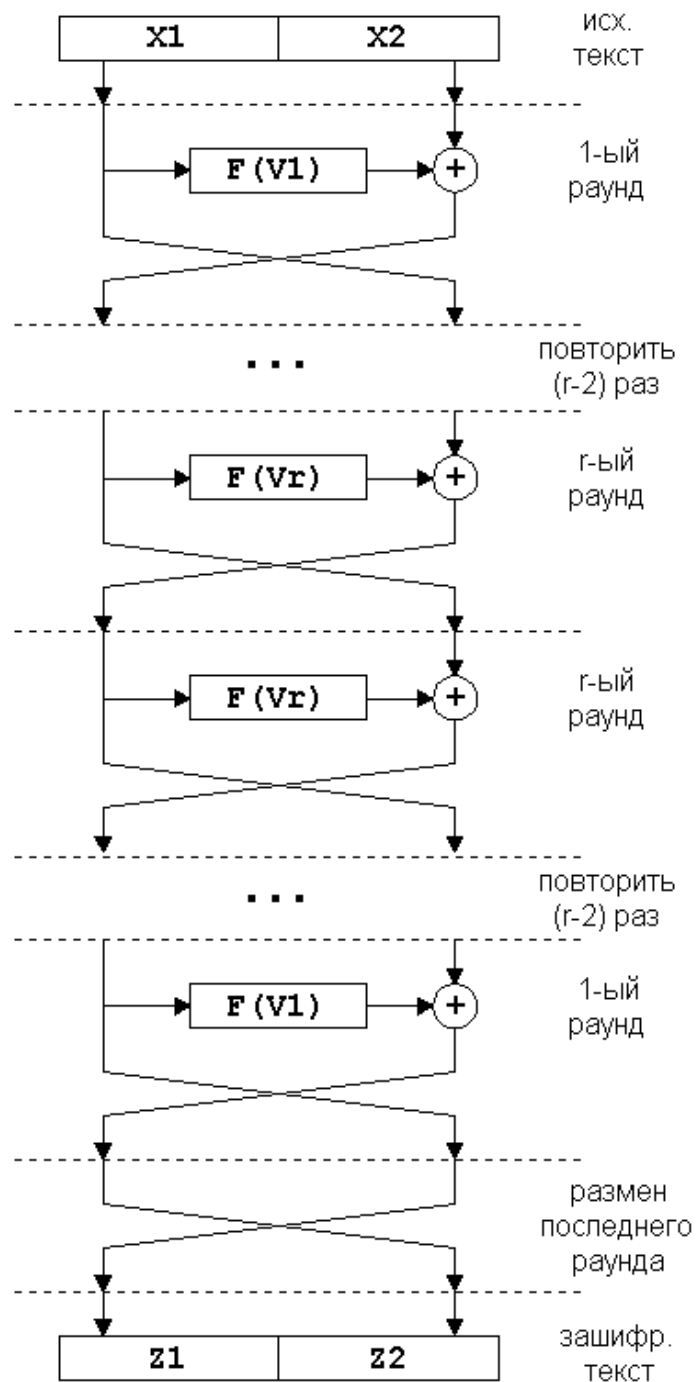 X1 X2
исх.
текст
F(V1) +
1-ый
раунд
...
повторить
(r-2) раз
F(Vr) +
r-ый
раунд
F(Vr) +
r-ый
раунд
...
повторить
(r-2) раз
F(V1) +
1-ый
раунд
размен
последнего
раунда
Z1 Z2
зашифр.
текст